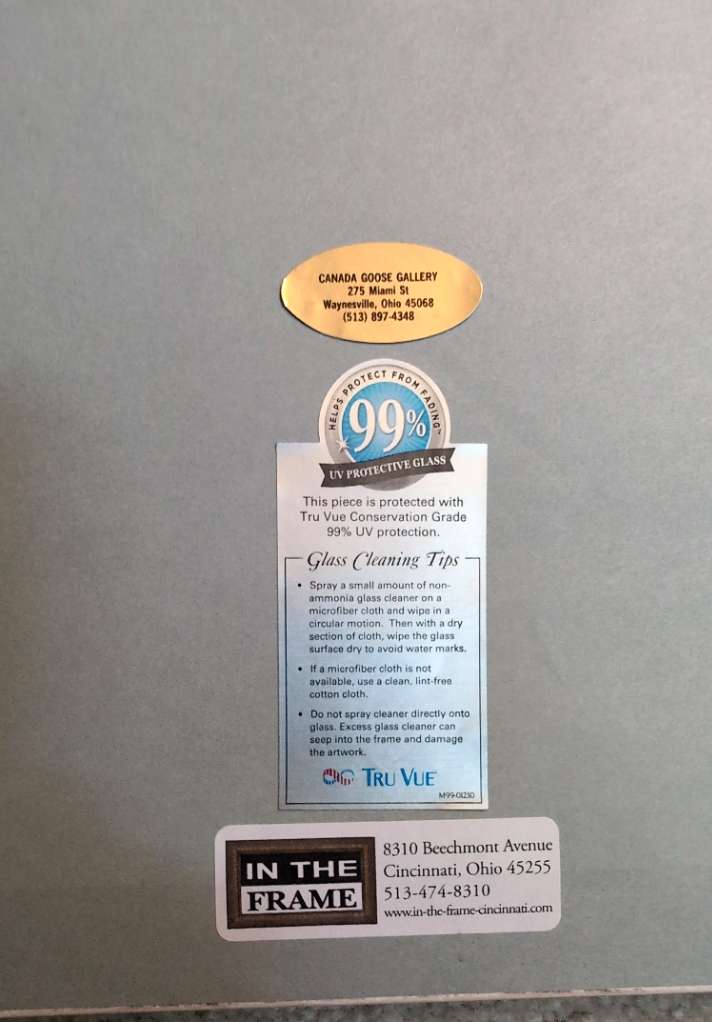 CANADA GOOSE GALLERY
275 Miami St
Waynesville, Ohio 45068
(513) 897-4348
HELPS PROTECT FROM FADING™
99%
UV PROTECTIVE GLASS
This piece is protected with
Tru Vue Conservation Grade
99% UV protection.
Glass Cleaning Tips
• Spray a small amount of non-
ammonia glass cleaner on a
microfiber cloth and wipe in a
circular motion. Then with a dry
section of cloth, wipe the glass
surface dry to avoid water marks.
• If a microfiber cloth is not
available, use a clean, lint-free
cotton cloth.
• Do not spray cleaner directly onto
glass. Excess glass cleaner can
seep into the frame and damage
the artwork.
TRU VUE
M99-01230
IN THE
FRAME
8310 Beechmont Avenue
Cincinnati, Ohio 45255
513-474-8310
www.in-the-frame-cincinnati.com